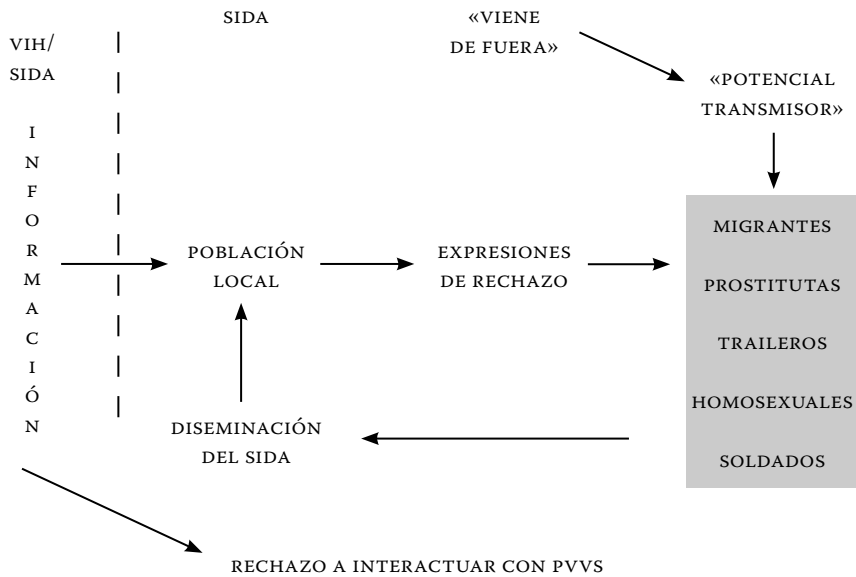 VIH/
SIDA
INFORMACIÓN
SIDA
«VIENE
DE FUERA»
«POTENCIAL
TRANSMISOR»
POBLACIÓN
LOCAL
EXPRESIONES
DE RECHAZO
MIGRANTES
PROSTITUTAS
TRAILEROS
HOMOSEXUALES
SOLDADOS
DISEMINACIÓN
DEL SIDA
RECHAZO A INTERACTUAR CON PVVS